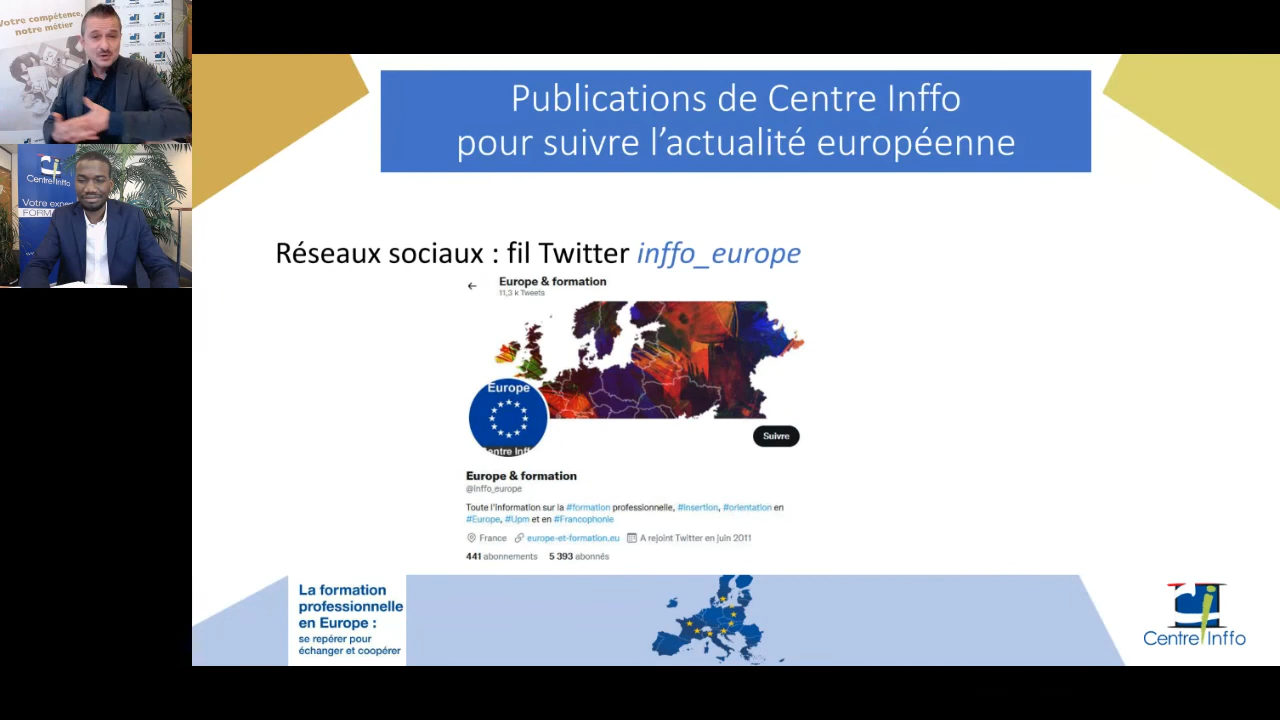 Votre compétence,
notre métier
Centre Inffo
Votre exper
FORM
Publications de Centre Inffo
pour suivre l’actualité européenne
Réseaux sociaux : fil Twitter inffo_europe
Europe & formation
11,3 k Tweets
Europe
Centre Inff
Suivre
Europe & formation
@Inffo_europe
Toute l'Information sur la #formation professionnelle, #Insertion, #orientation en
#Europe, #Upm et en #Francophonie
France europe-et-formation.eu A rejoint Twitter en juin 2011
441 abonnements 5 393 abonnés
La formation
professionnelle
en Europe :
se repérer pour
échanger et coopérer
Centre Inffo